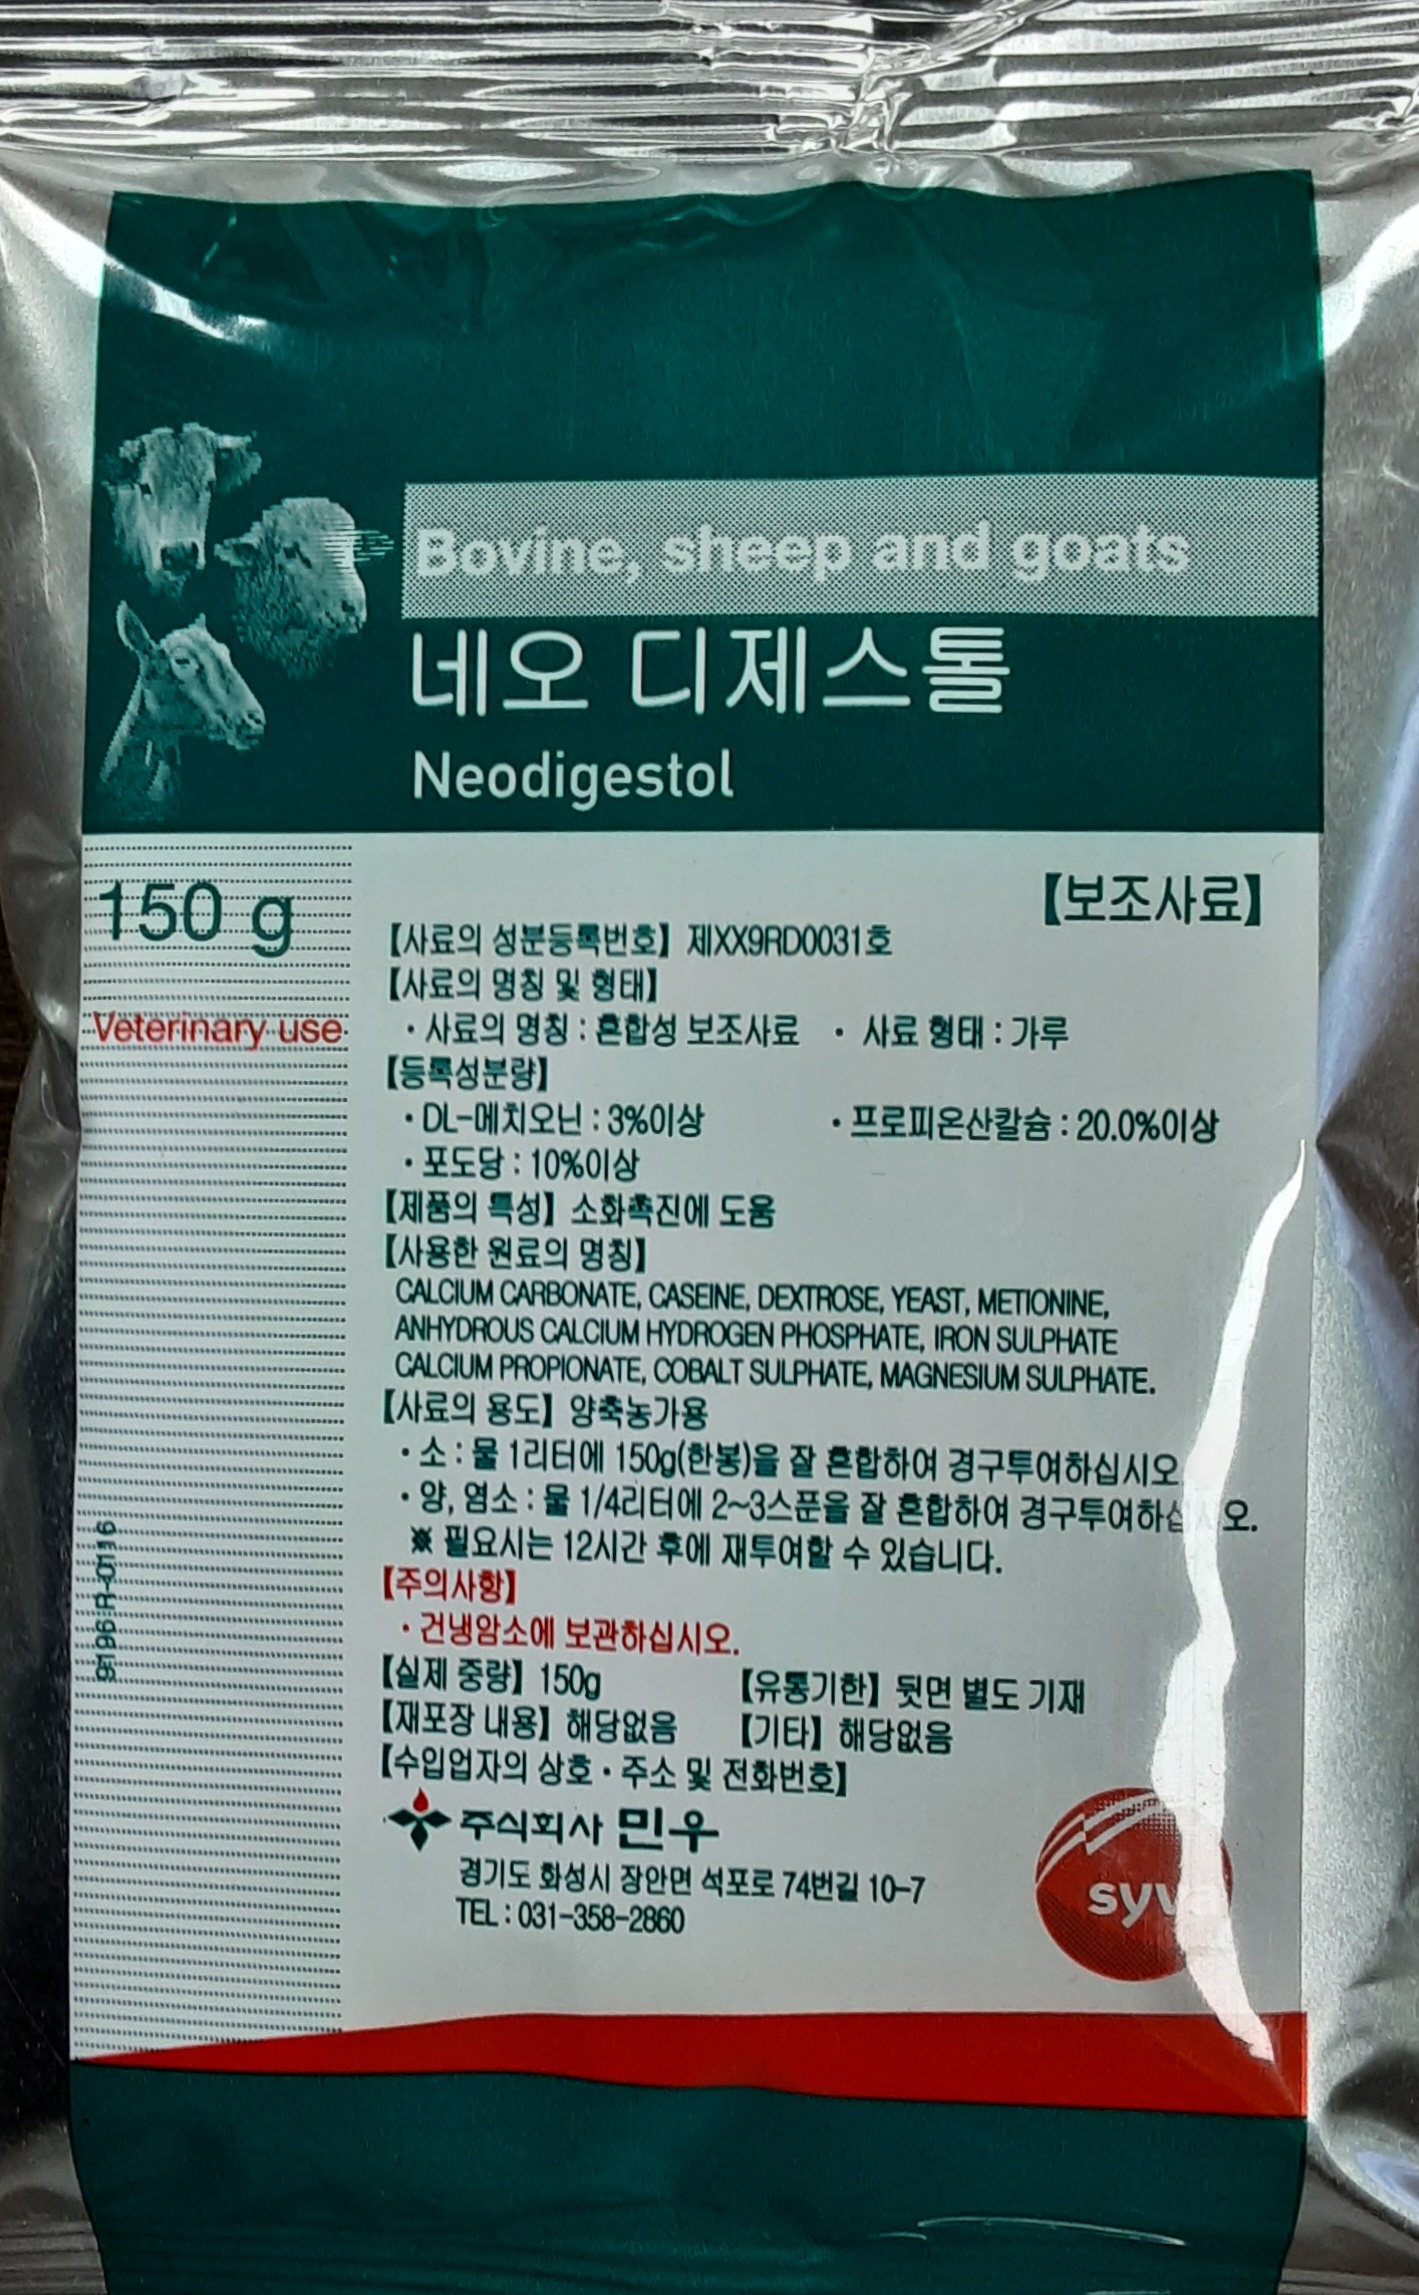 Bovine, sheep and goats
네오 디제스톨
Neodigestol
150 g
Veterinary use
【보조사료】
【사료의 성분등록번호】 제XX9RD0031호
【사료의 명칭 및 형태】
· 사료의 명칭 : 혼합성 보조사료 · 사료 형태 : 가루
【등록성분량】
· DL-메치오닌 : 3%이상 · 프로피온산칼슘 : 20.0%이상
· 포도당 : 10%이상
【제품의 특성】 소화촉진에 도움
【사용한 원료의 명칭】
CALCIUM CARBONATE, CASEINE, DEXTROSE, YEAST, METIONINE,
ANHYDROUS CALCIUM HYDROGEN PHOSPHATE, IRON SULPHATE
CALCIUM PROPIONATE, COBALT SULPHATE, MAGNESIUM SULPHATE.
【사료의 용도】 양축농가용
· 소 : 물 1리터에 150g(한봉)을 잘 혼합하여 경구투여하십시오.
· 양, 염소 : 물 1/4리터에 2~3스푼을 잘 혼합하여 경구투여하십시오.
※ 필요시는 12시간 후에 재투여할 수 있습니다.
【주의사항】
· 건냉암소에 보관하십시오.
【실제 중량】 150g 【유통기한】 뒷면 별도 기재
【재포장 내용】 해당없음 【기타】 해당없음
【수입업자의 상호 · 주소 및 전화번호】
주식회사 민우
경기도 화성시 장안면 석포로 74번길 10-7
TEL : 031-358-2860
syva